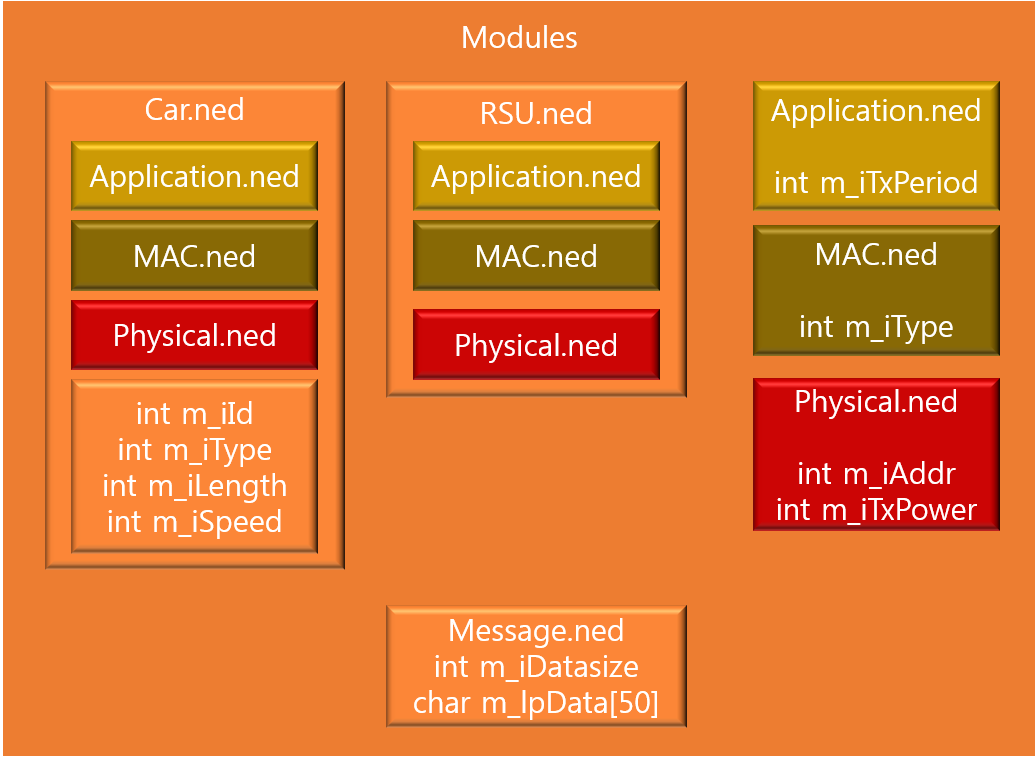 Modules
Car.ned
Application.ned
MAC.ned
Physical.ned
int m_iId
int m_iType
int m_iLength
int m_iSpeed
RSU.ned
Application.ned
MAC.ned
Physical.ned
Application.ned
int m_iTxPeriod
MAC.ned
int m_iType
Physical.ned
int m_iAddr
int m_iTxPower
Message.ned
int m_iDatasize
char m_lpData[50]